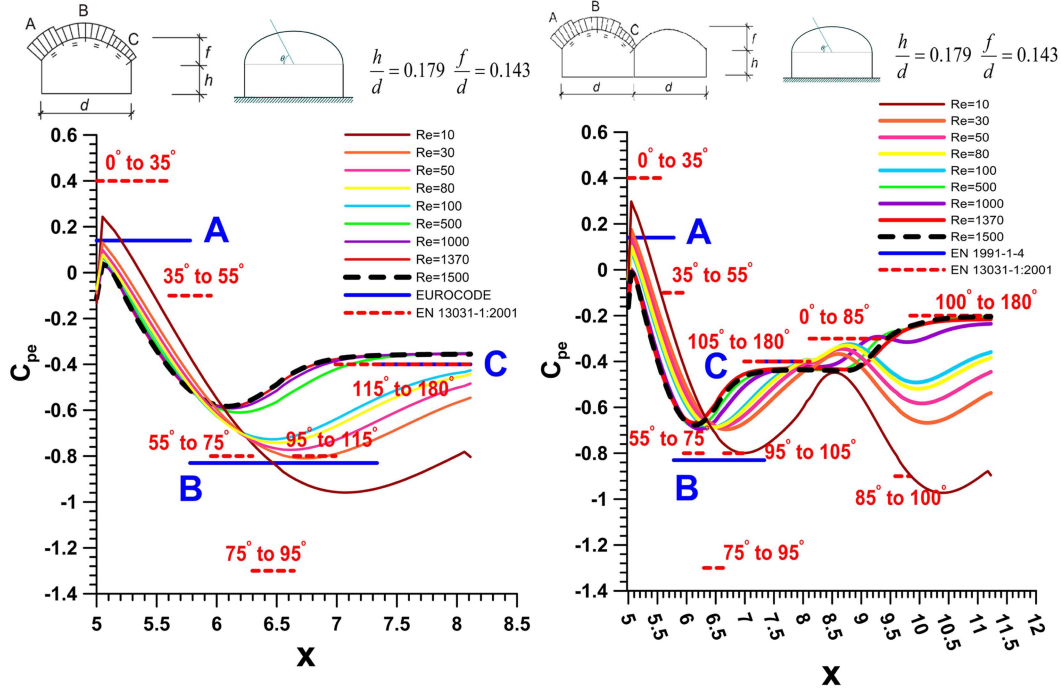 A B C
f
h
d
θ
h/d = 0.179 f/d = 0.143
0.6
0.4
0.2
0
-0.2
-0.4
-0.6
-0.8
-1
-1.2
-1.4
Cpe
5 5.5 6 6.5 7 7.5 8 8.5
x
Re=10
Re=30
Re=50
Re=80
Re=100
Re=500
Re=1000
Re=1370
Re=1500
EUROCODE
EN 13031-1:2001
0° to 35°
A
35° to 55°
C
115° to 180°
55° to 75°
95° to 115°
B
75° to 95°
A B C
f
h
d d
θ
h/d = 0.179 f/d = 0.143
0.6
0.4
0.2
0
-0.2
-0.4
-0.6
-0.8
-1
-1.2
-1.4
Cpe
5 5.5 6 6.5 7 7.5 8 8.5 9 9.5 10 10.5 11 11.5 12
x
Re=10
Re=30
Re=50
Re=80
Re=100
Re=500
Re=1000
Re=1370
Re=1500
EN 1991-1-4
EN 13031-1:2001
0° to 35°
A
35° to 55°
100° to 180°
0° to 85°
105° to 180°
C
55° to 75°
95° to 105°
B
85° to 100°
75° to 95°